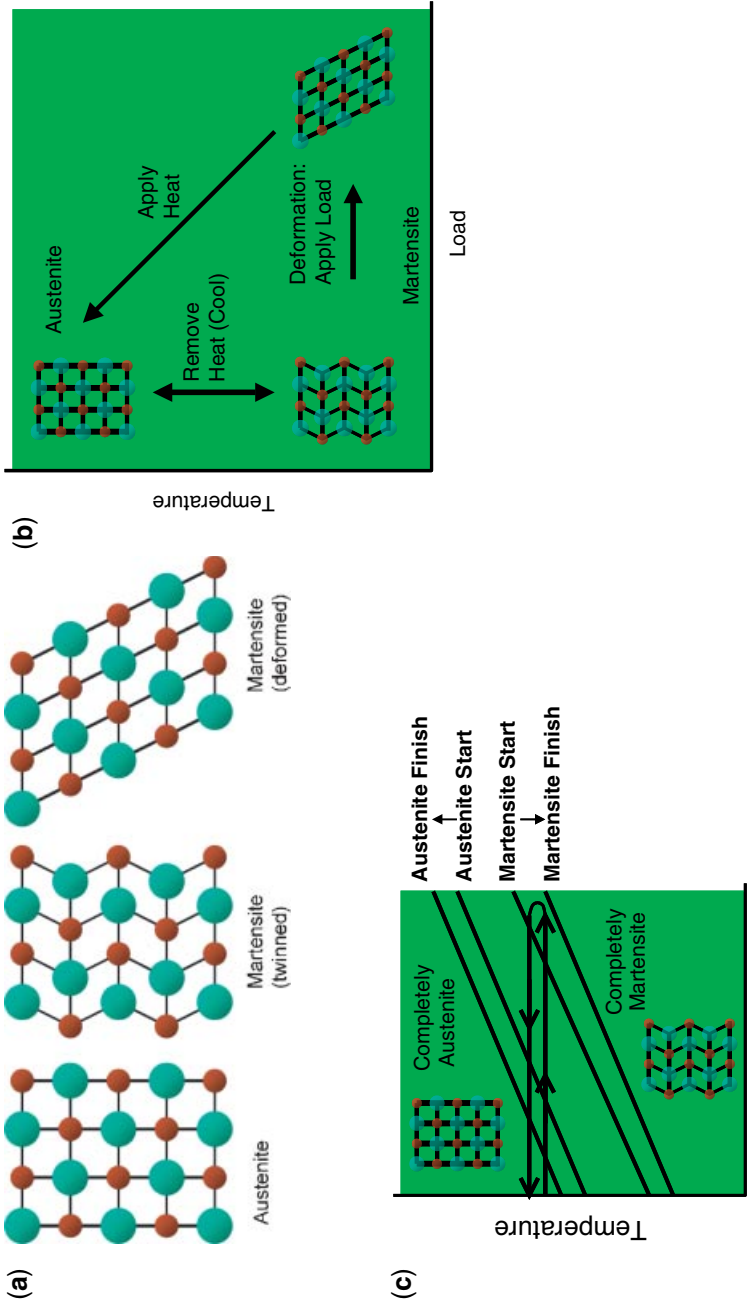 (a)
Austenite
Martensite
(twinned)
Martensite
(deformed)
(b)
Temperature
Austenite
Apply
Heat
Remove
Heat (Cool)
Deformation:
Apply Load
Martensite
Load
(c)
Temperature
Completely
Austenite
Completely
Martensite
Austenite Finish
Austenite Start
Martensite Start
Martensite Finish